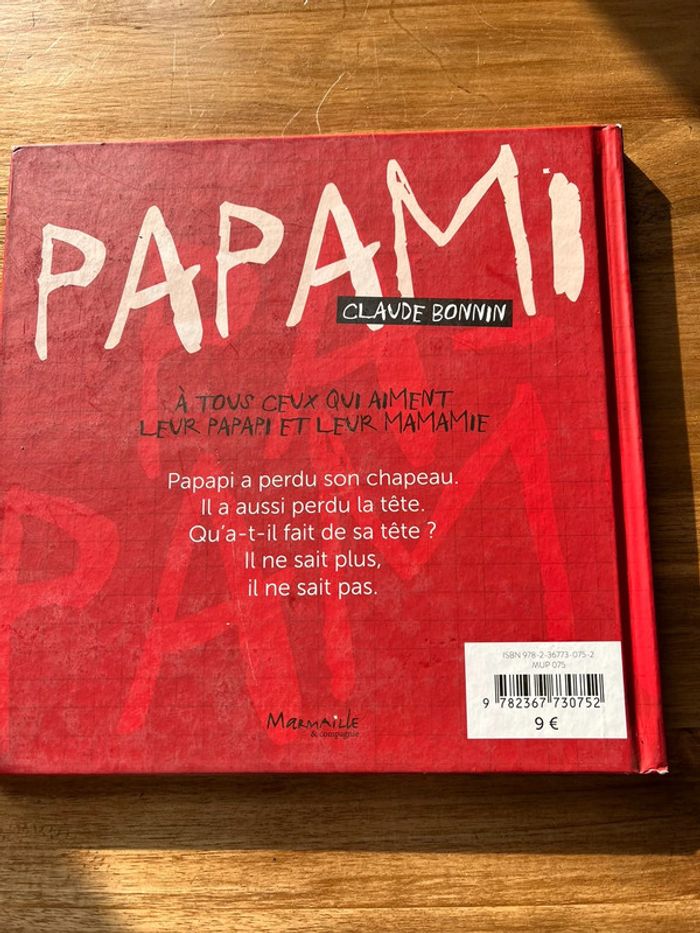 PAPAMi
CLAUDE BONNIN
À TOUS CEUX QUI AIMENT
LEUR PAPAPI ET LEUR MAMAMIE
Papapi a perdu son chapeau.
Il a aussi perdu la tête.
Qu'a-t-il fait de sa tête ?
Il ne sait plus,
il ne sait pas.
ISBN 978-2-36773-075-2
MUP 075
9 782367 730752
9 €
MARMAiLLE
& compagnie